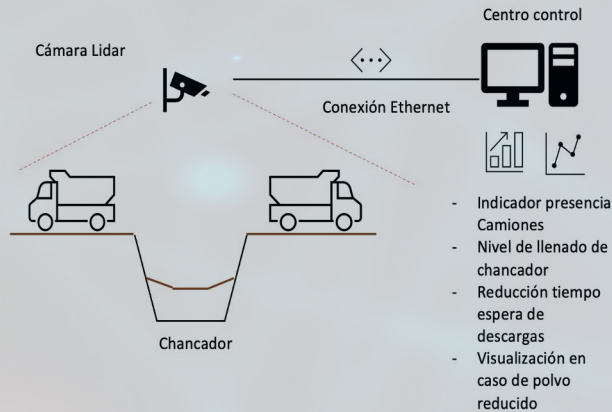 Centro control
Cámara Lidar
Conexión Ethernet
- Indicador presencia
Camiones
- Nivel de llenado de
chancador
- Reducción tiempo
espera de
descargas
- Visualización en
caso de polvo
reducido
Chancador